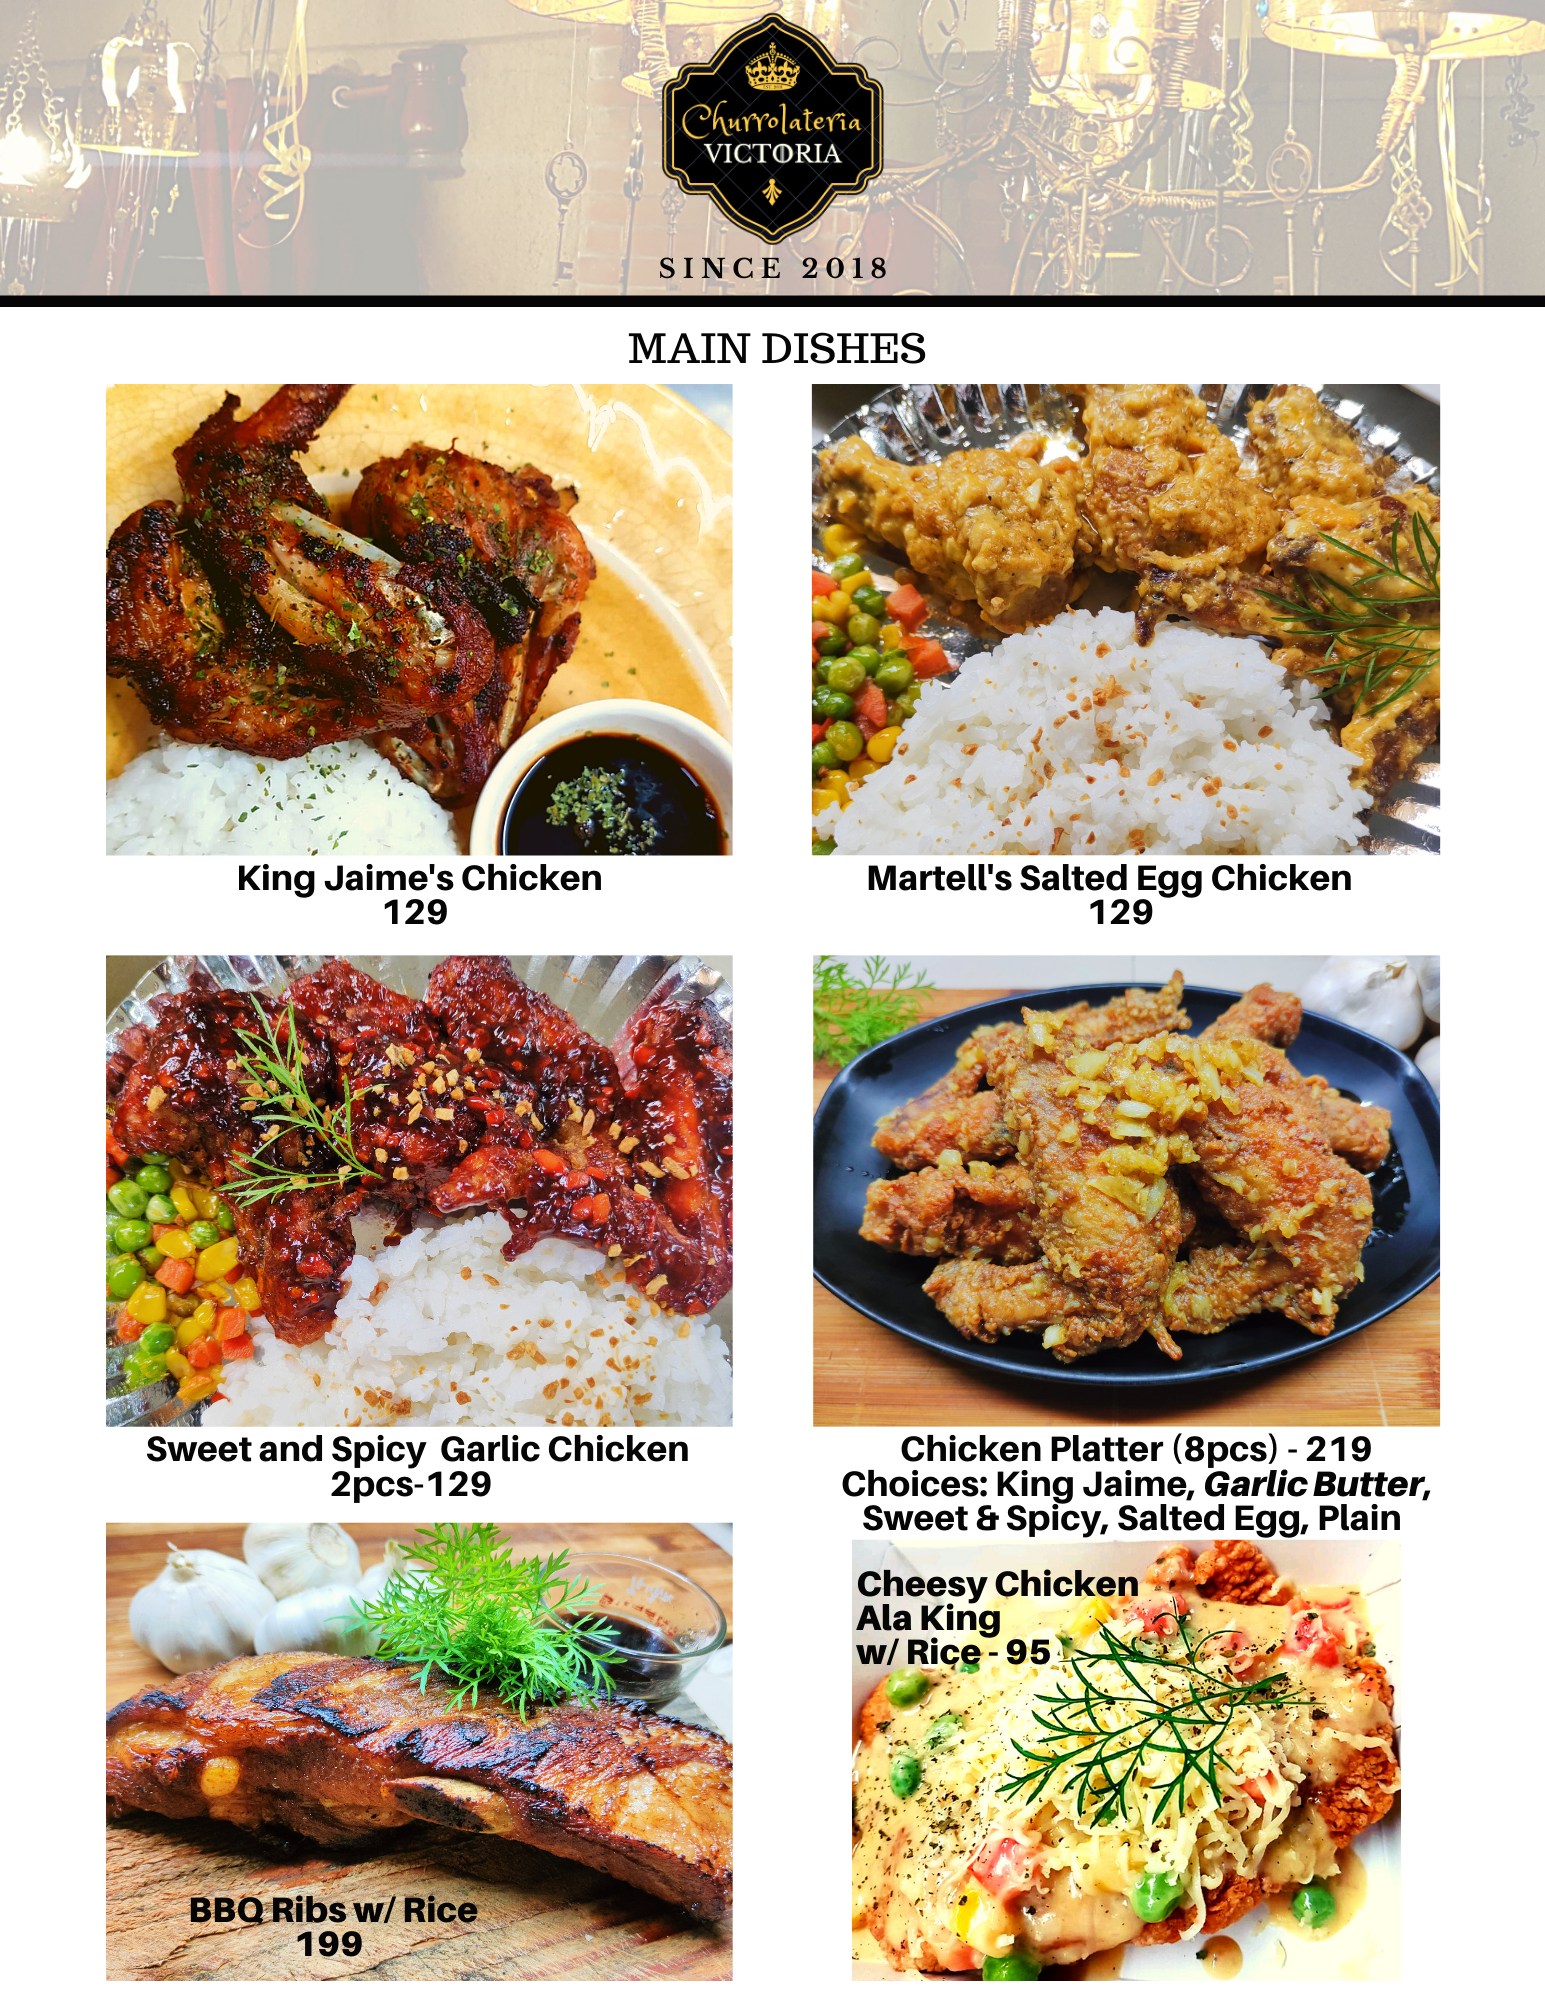 Churrolateria
VICTORIA
SINCE 2018
MAIN DISHES
King Jaime's Chicken
129
Martell's Salted Egg Chicken
129
Sweet and Spicy Garlic Chicken
2pcs-129
Chicken Platter (8pcs) - 219
Choices: King Jaime, Garlic Butter,
Sweet & Spicy, Salted Egg, Plain
BBQ Ribs w/ Rice
199
Cheesy Chicken
Ala King
w/ Rice - 95